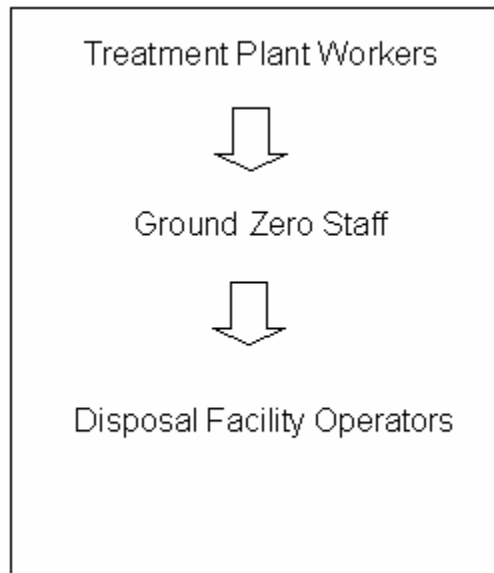 Treatment Plant Workers
Ground Zero Staff
Disposal Facility Operators